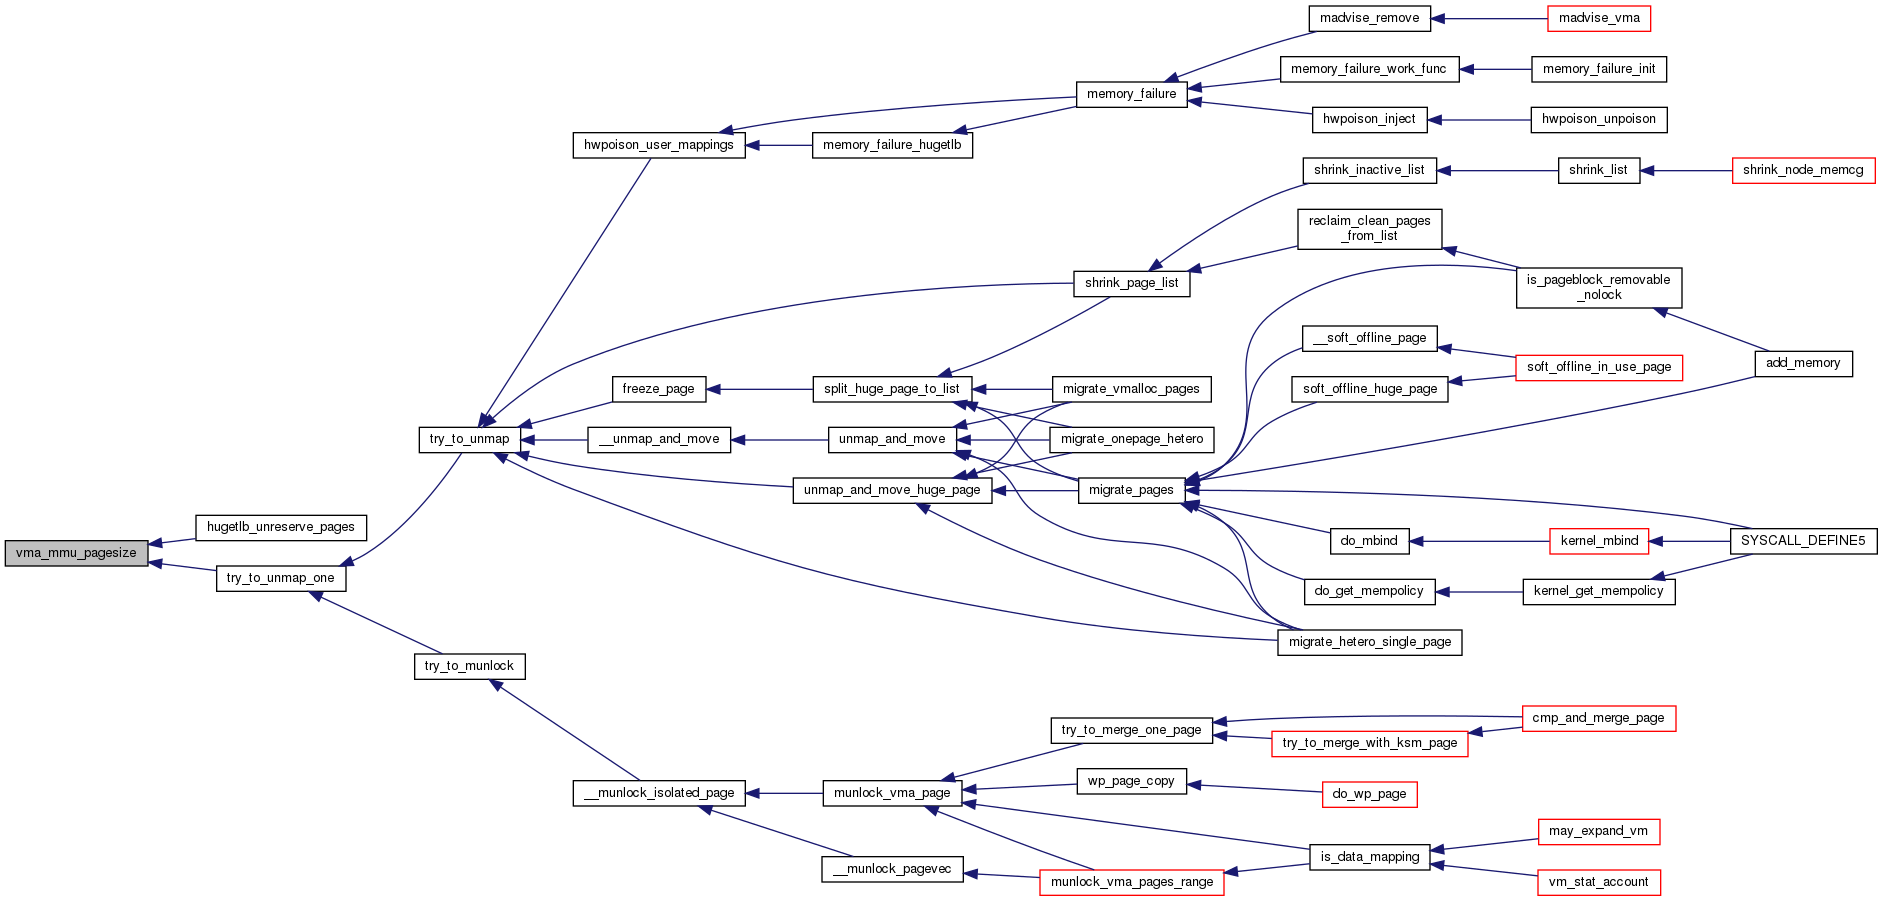 madvise_remove
madvise_vma
memory_failure_work_func
memory_failure_init
memory_failure
hwpoison_inject
hwpoison_unpoison
hwpoison_user_mappings
memory_failure_hugetlb
shrink_inactive_list
shrink_list
shrink_node_memcg
reclaim_clean_pages
_from_list
shrink_page_list
is_pageblock_removable
_nolock
__soft_offline_page
add_memory
soft_offline_in_use_page
freeze_page
split_huge_page_to_list
migrate_vmalloc_pages
soft_offline_huge_page
try_to_unmap
__unmap_and_move
unmap_and_move
migrate_onepage_hetero
unmap_and_move_huge_page
migrate_pages
hugetlb_unreserve_pages
vma_mmu_pagesize
do_mbind
kernel_mbind
SYSCALL_DEFINE5
try_to_unmap_one
do_get_mempolicy
kernel_get_mempolicy
migrate_hetero_single_page
try_to_munlock
try_to_merge_one_page
cmp_and_merge_page
try_to_merge_with_ksm_page
__munlock_isolated_page
munlock_vma_page
wp_page_copy
do_wp_page
may_expand_vm
is_data_mapping
__munlock_pagevec
munlock_vma_pages_range
vm_stat_account